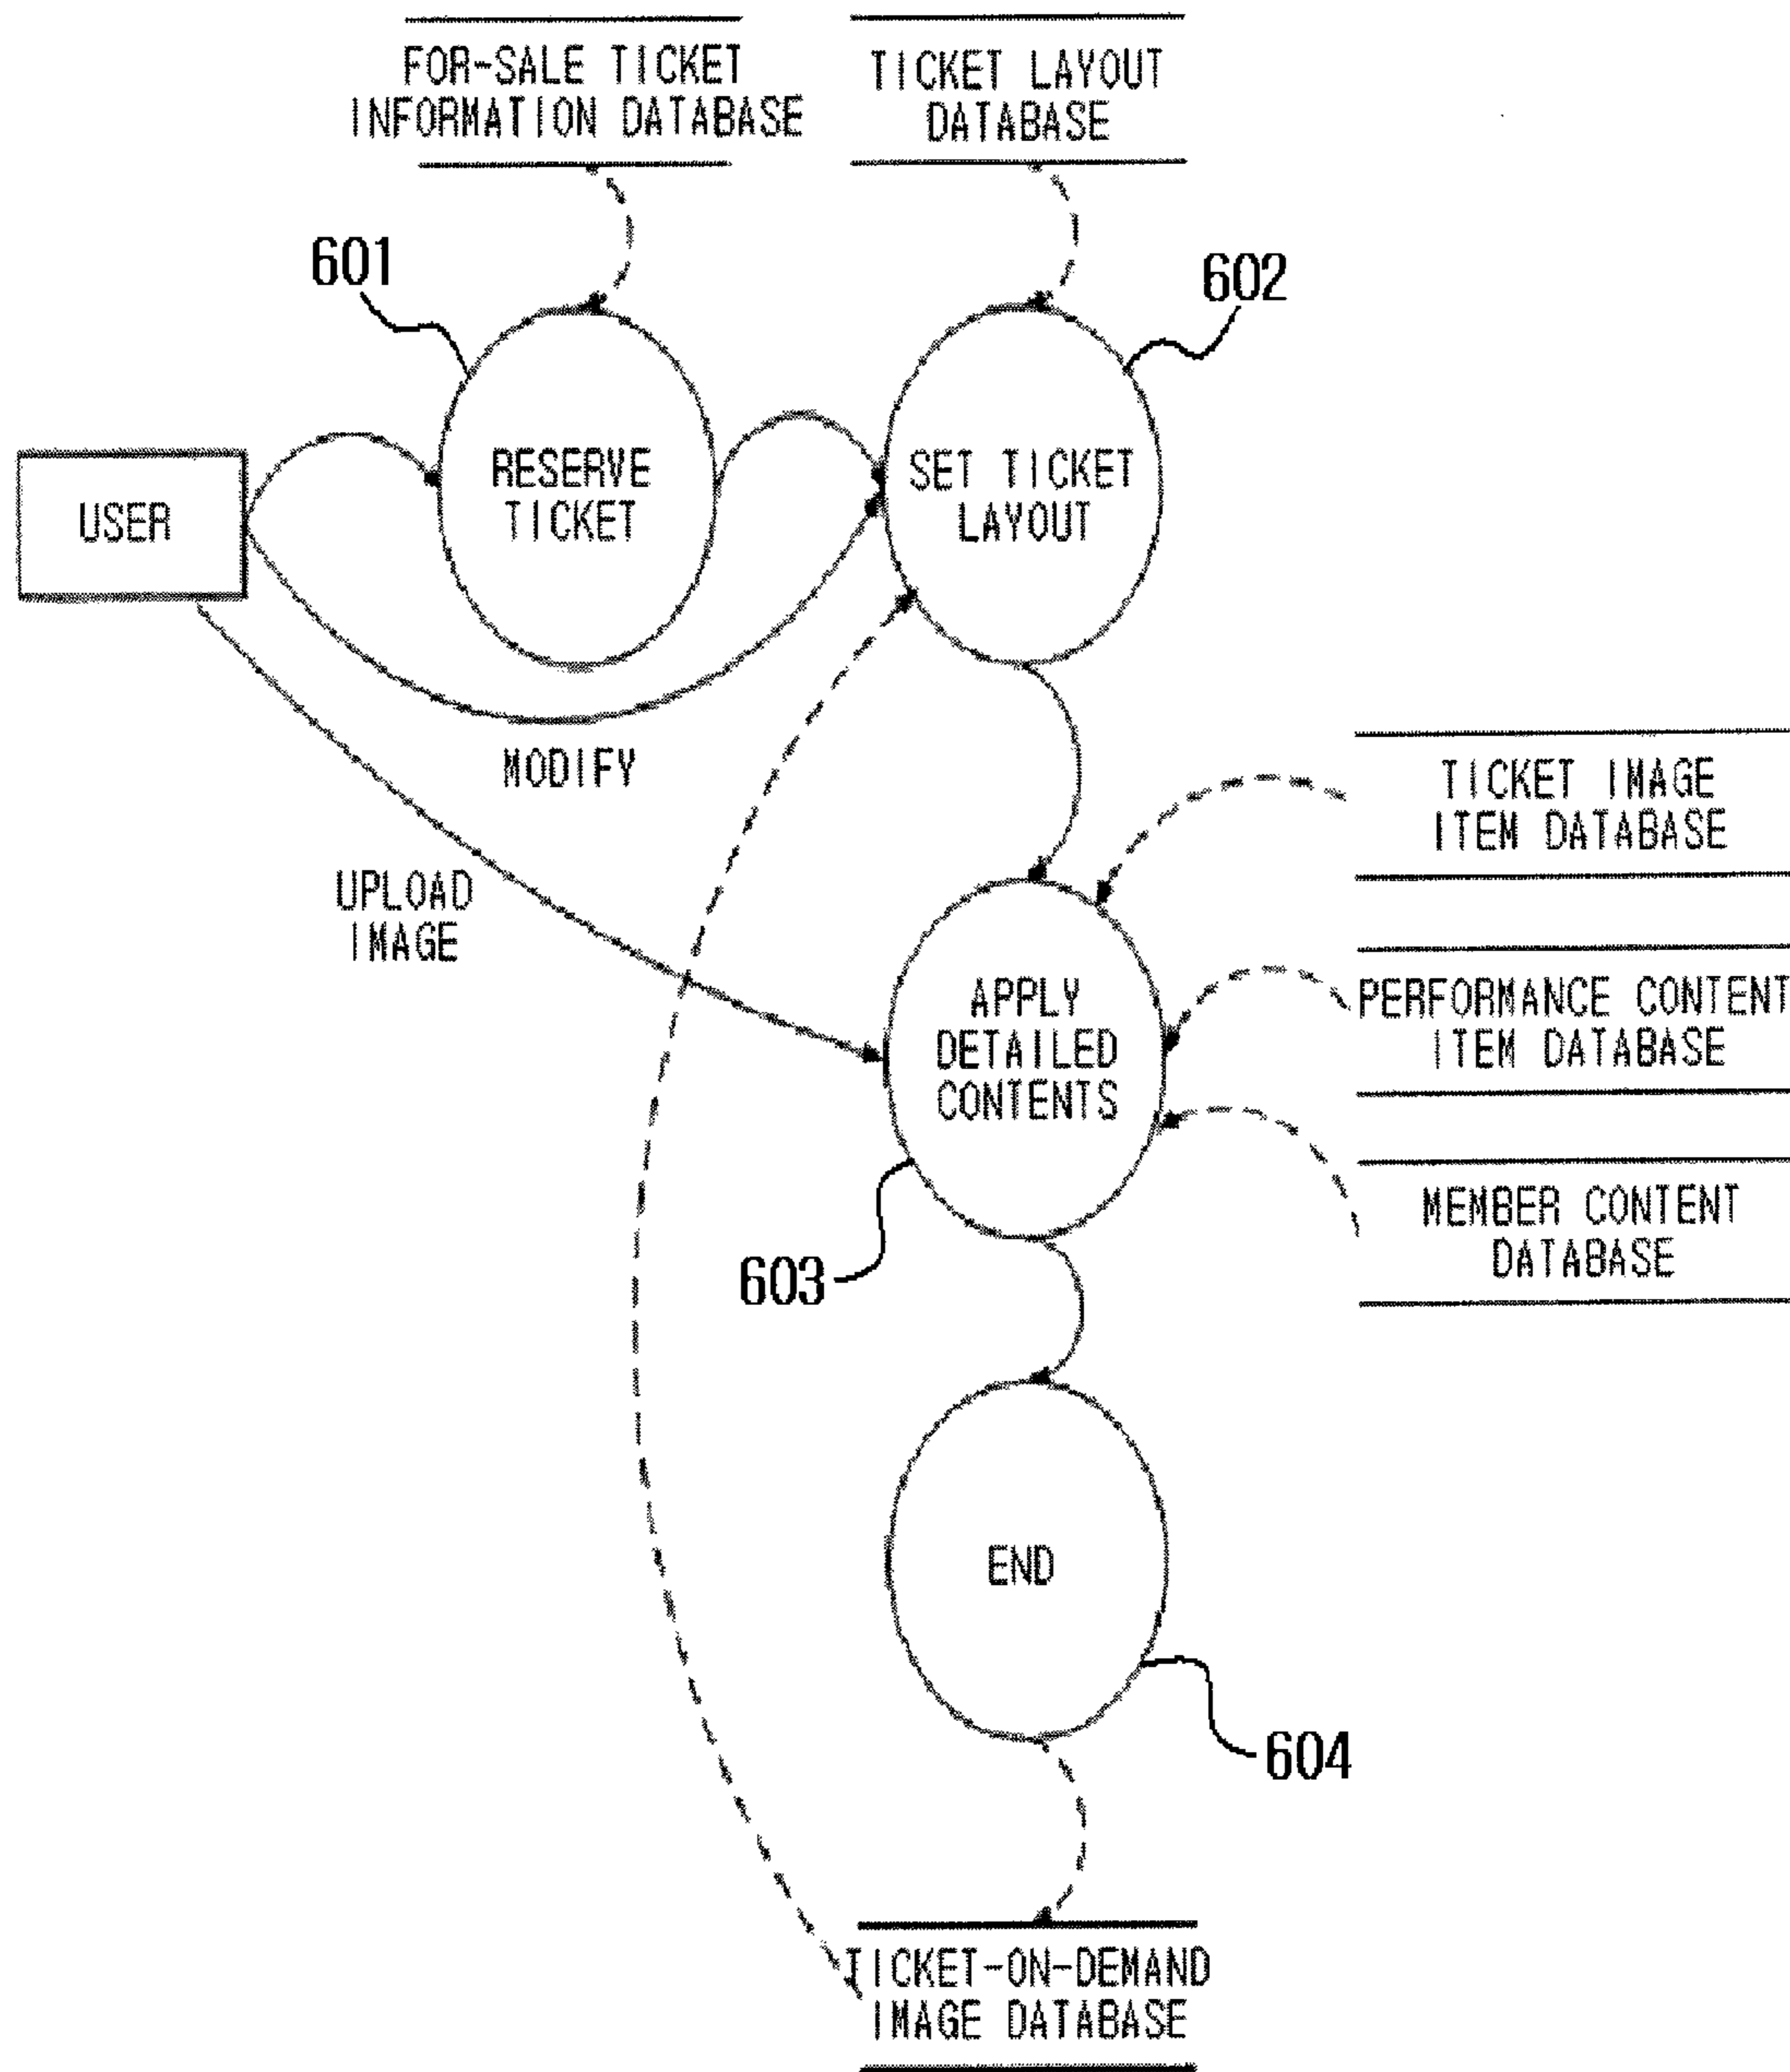 FOR-SALE TICKET
INFORMATION DATABASE
TICKET LAYOUT
DATABASE
601
602
USER
RESERVE
TICKET
SET TICKET
LAYOUT
MODIFY
UPLOAD
IMAGE
TICKET IMAGE
ITEM DATABASE
APPLY
DETAILED
CONTENTS
PERFORMANCE CONTENT
ITEM DATABASE
MEMBER CONTENT
DATABASE
603
END
604
TICKET-ON-DEMAND
IMAGE DATABASE